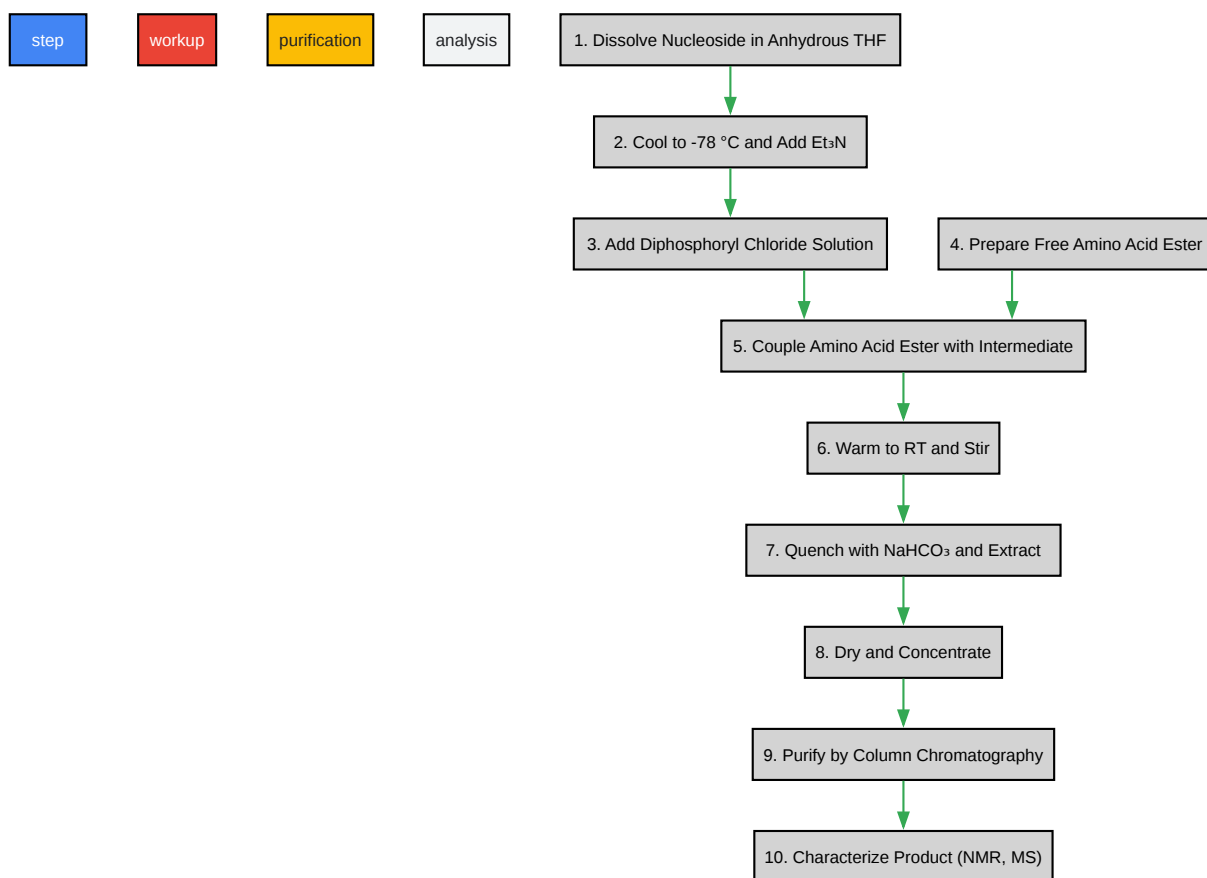 step
workup
purification
analysis
1. Dissolve Nucleoside in Anhydrous THF
2. Cool to -78 °C and Add Et₃N
3. Add Diphosphoryl Chloride Solution
4. Prepare Free Amino Acid Ester
5. Couple Amino Acid Ester with Intermediate
6. Warm to RT and Stir
7. Quench with NaHCO₃ and Extract
8. Dry and Concentrate
9. Purify by Column Chromatography
10. Characterize Product (NMR, MS)